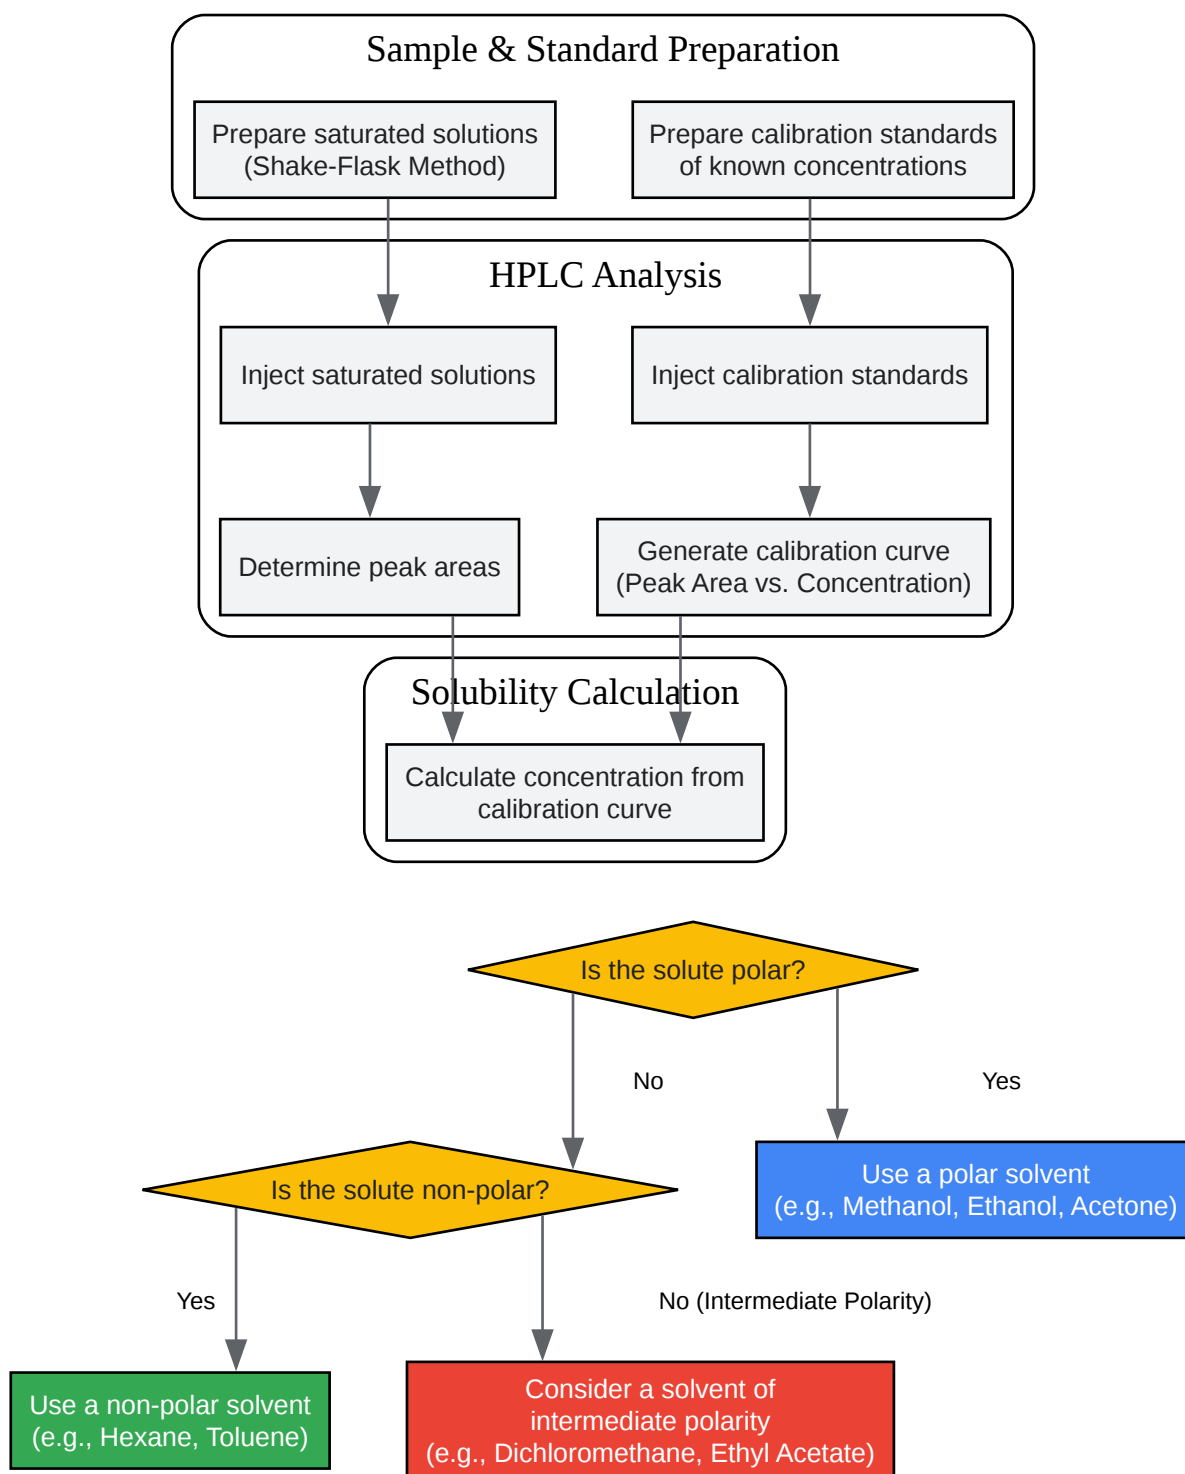 Sample & Standard Preparation
Prepare saturated solutions
(Shake-Flask Method)
Prepare calibration standards
of known concentrations
HPLC Analysis
Inject saturated solutions
Inject calibration standards
Determine peak areas
Generate calibration curve
(Peak Area vs. Concentration)
Solubility Calculation
Calculate concentration from
calibration curve
Is the solute polar?
No
Yes
Is the solute non-polar?
Use a polar solvent
(e.g., Methanol, Ethanol, Acetone)
Yes
No (Intermediate Polarity)
Use a non-polar solvent
(e.g., Hexane, Toluene)
Consider a solvent of
intermediate polarity
(e.g., Dichloromethane, Ethyl Acetate)